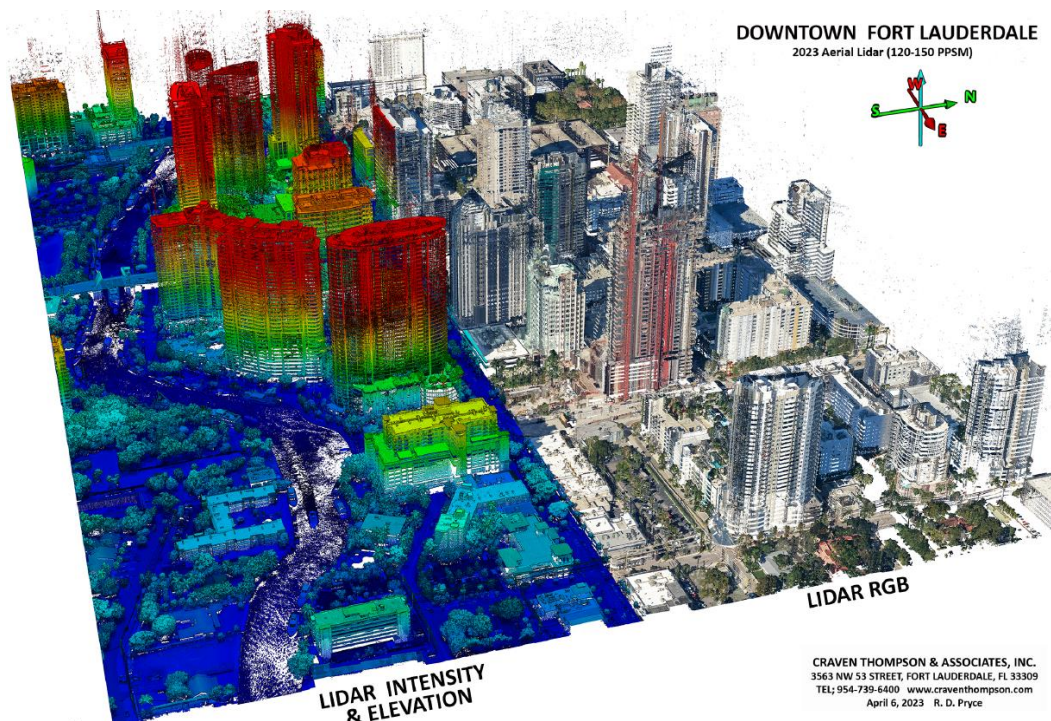 DOWNTOWN FORT LAUDERDALE
2023 Aerial Lidar (120-150 PPSM)
W
S
N
E
LIDAR RGB
LIDAR INTENSITY
& ELEVATION
CRAVEN THOMPSON & ASSOCIATES, INC.
3563 NW 53 STREET, FORT LAUDERDALE, FL 33309
TEL; 954-739-6400 www.craventhompson.com
April 6, 2023 R. D. Pryce